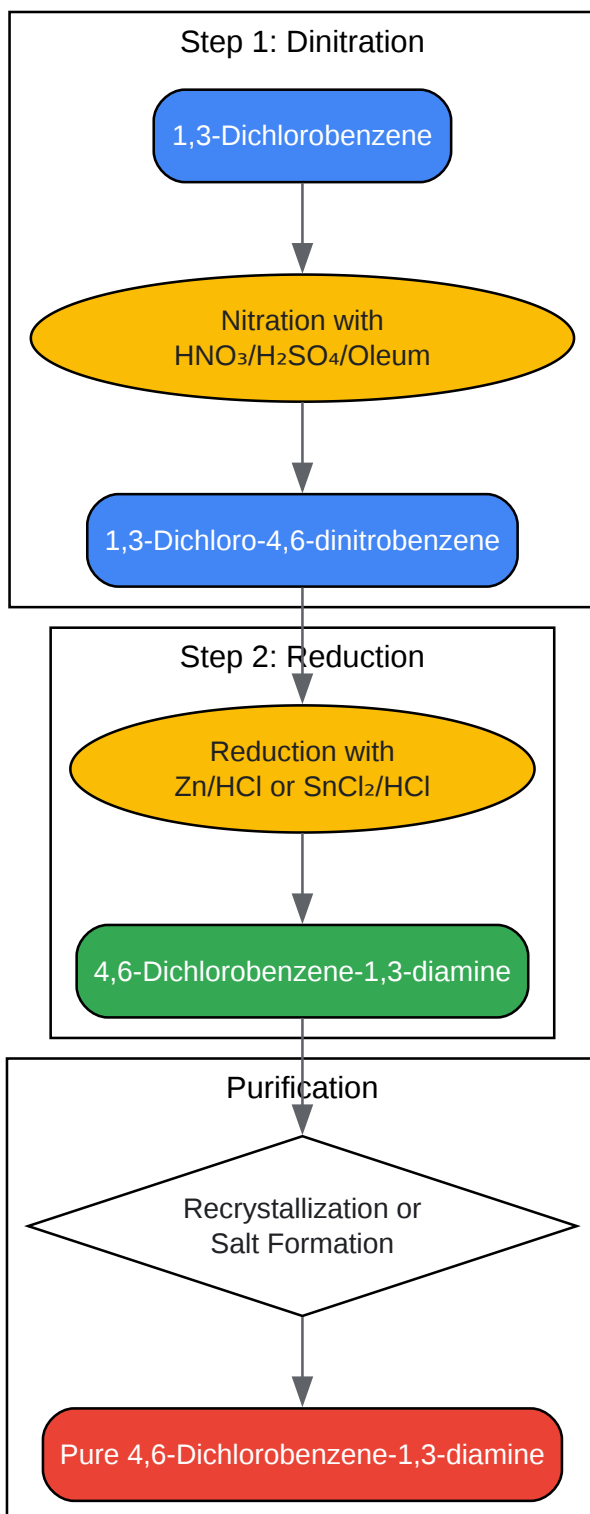 Step 1: Dinitration
1,3-Dichlorobenzene
Nitration with
HNO₃/H₂SO₄/Oleum
1,3-Dichloro-4,6-dinitrobenzene
Step 2: Reduction
Reduction with
Zn/HCl or SnCl₂/HCl
4,6-Dichlorobenzene-1,3-diamine
Purification
Recrystallization or
Salt Formation
Pure 4,6-Dichlorobenzene-1,3-diamine